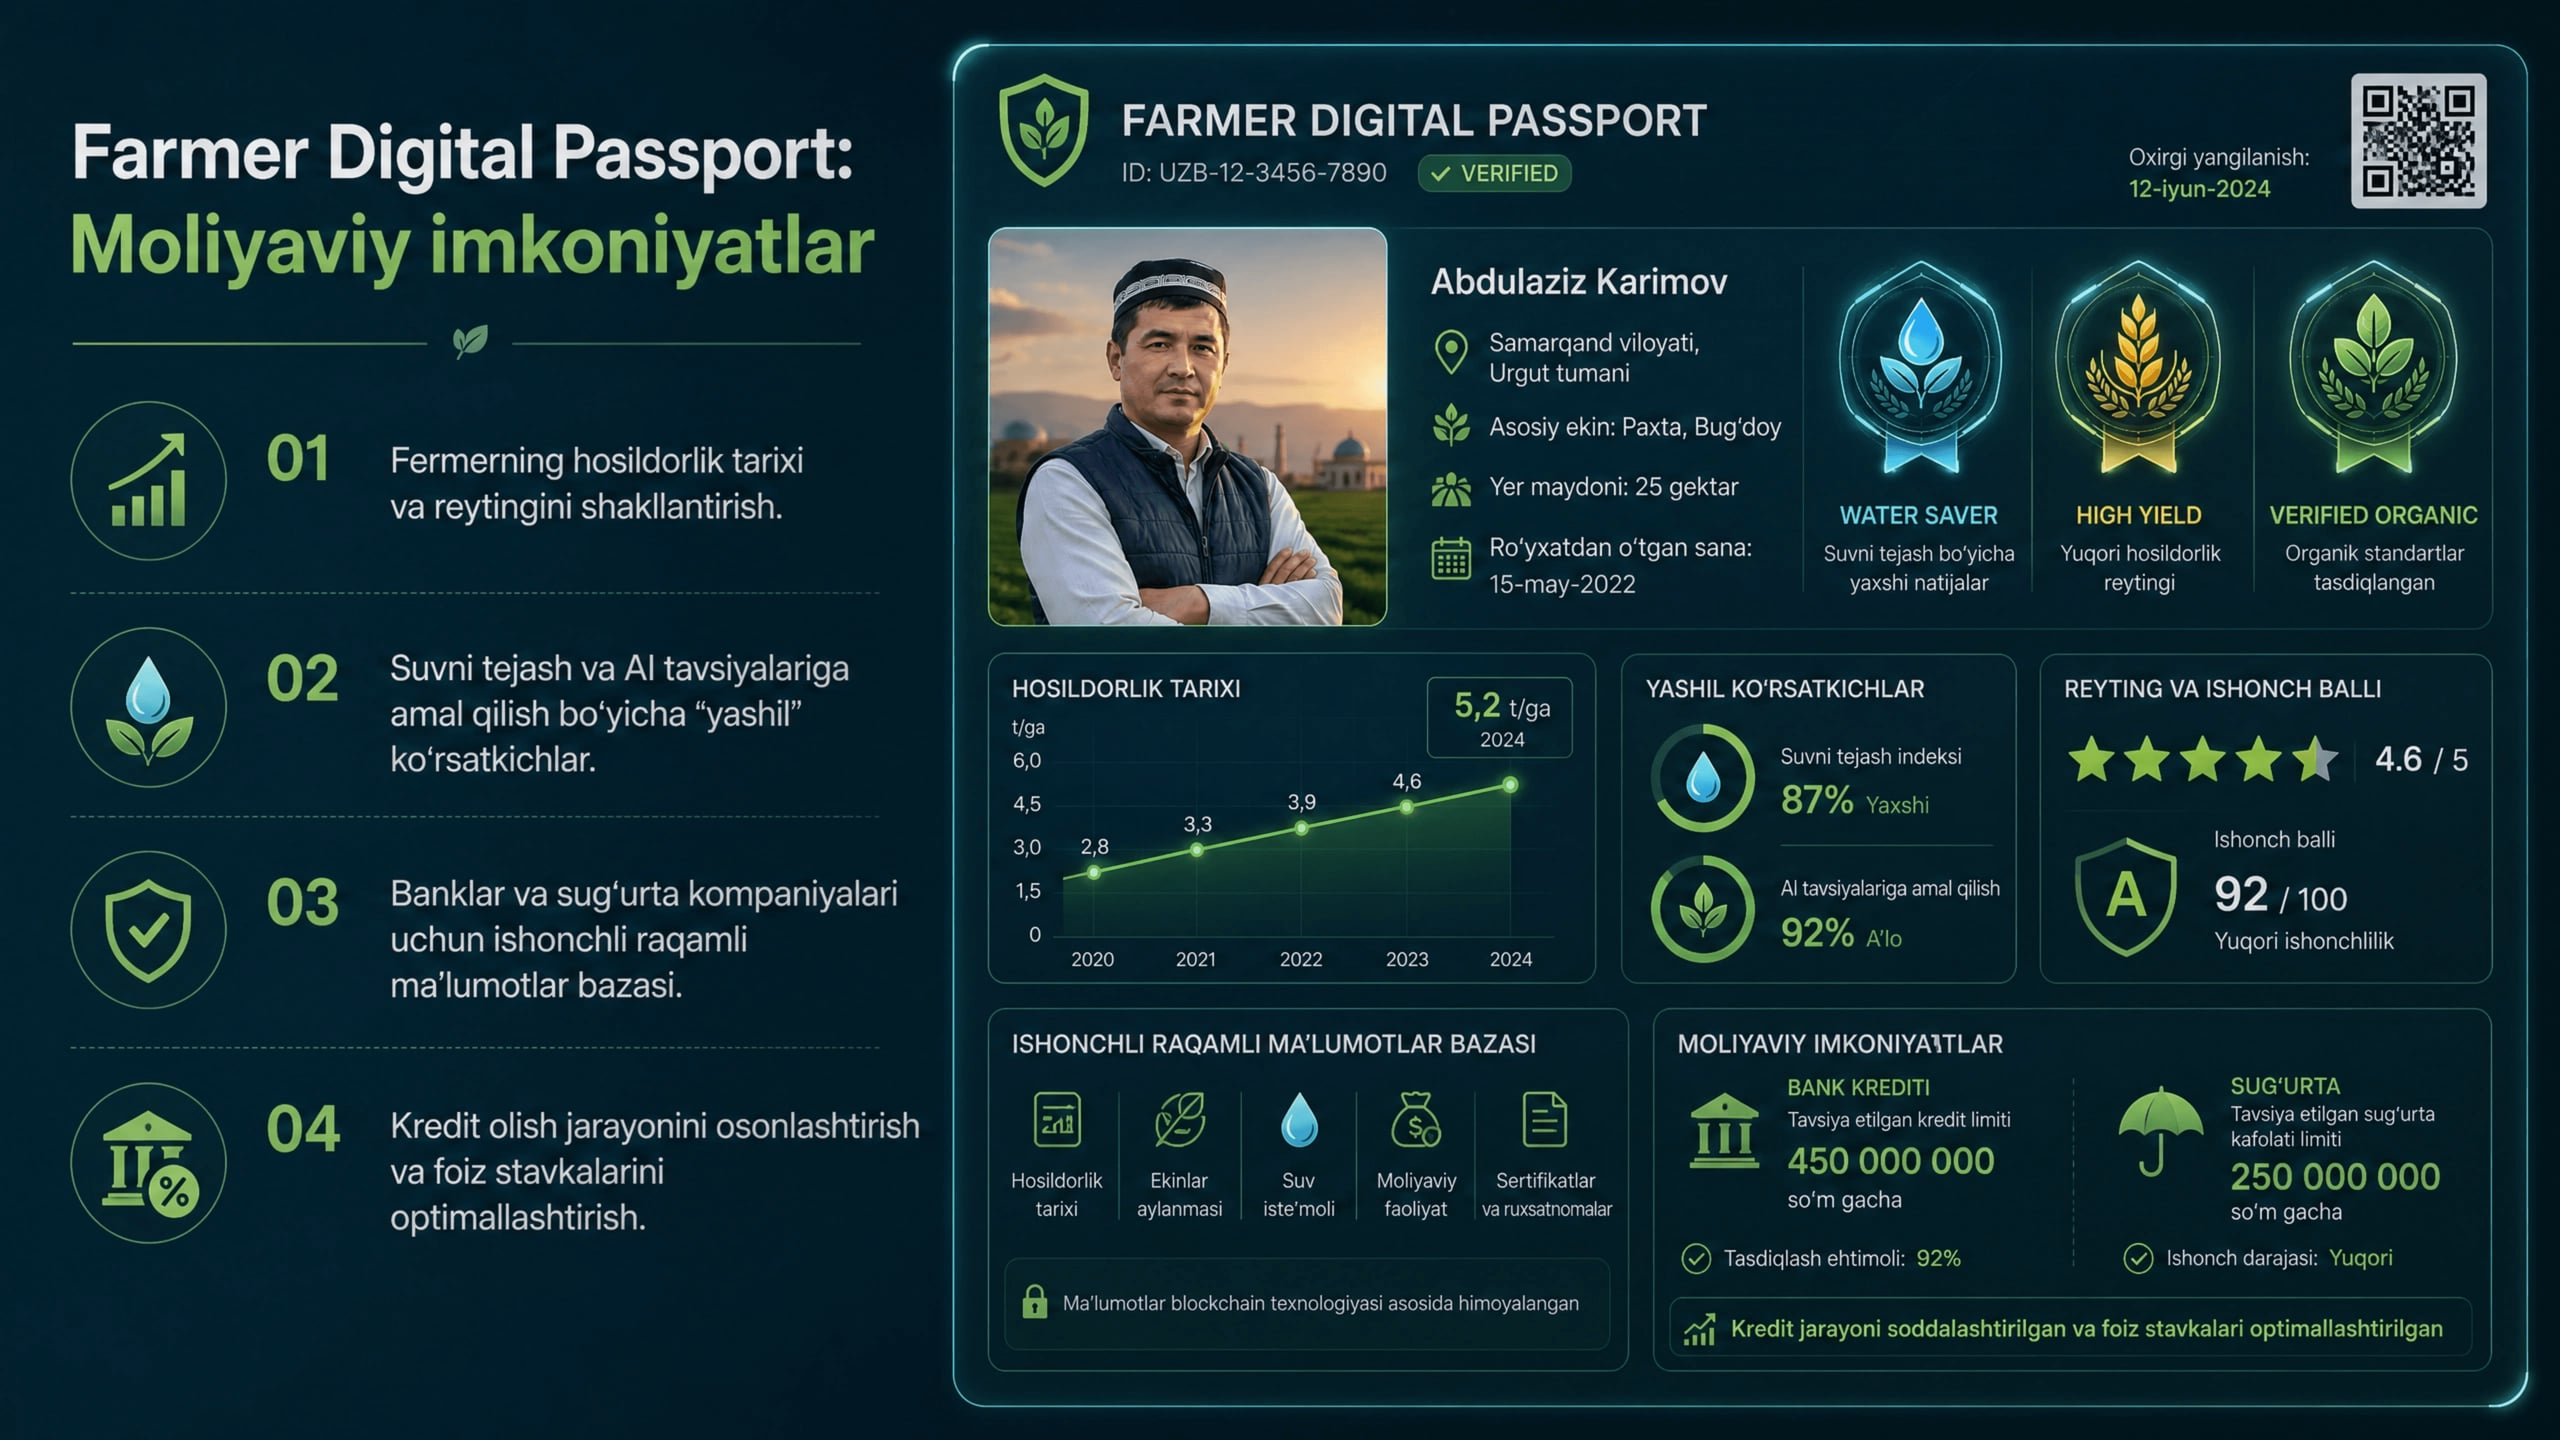 Farmer Digital Passport:
Moliyaviy imkoniyatlar
01
Fermerning hosildorlik tarixi
va reytingini shakllantirish.
02
Suvni tejash va AI tavsiyalariga
amal qilish bo‘yicha “yashil”
ko‘rsatkichlar.
03
Banklar va sug‘urta kompaniyalari
uchun ishonchli raqamli
ma’lumotlar bazasi.
04
Kredit olish jarayonini osonlashtirish
va foiz stavkalarini
optimallashtirish.
FARMER DIGITAL PASSPORT
ID: UZB-12-3456-7890
VERIFIED
Oxirgi yangilanish:
12-iyun-2024
Abdulaziz Karimov
Samarqand viloyati,
Urgut tumani
Asosiy ekin: Paxta, Bug‘doy
Yer maydoni: 25 gektar
Ro‘yxatdan o‘tgan sana:
15-may-2022
WATER SAVER
Suvni tejash bo‘yicha
yaxshi natijalar
HIGH YIELD
Yuqori hosildorlik
reytingi
VERIFIED ORGANIC
Organik standartlar
tasdiqlangan
HOSILDORLIK TARIXI
t/ga
5,2 t/ga
2024
6,0
4,5
3,0
1,5
0
2,8
3,3
3,9
4,6
2020
2021
2022
2023
2024
YASHIL KO‘RSATKICHLAR
Suvni tejash indeksi
87% Yaxshi
AI tavsiyalariga amal qilish
92% A’lo
REYTING VA ISHONCH BALLI
4.6 / 5
A
Ishonch balli
92 / 100
Yuqori ishonchlilik
ISHONCHLI RAQAMLI MA’LUMOTLAR BAZASI
Hosildorlik
tarixi
Ekinlar
aylanmasi
Suv
iste’moli
Moliyaviy
faoliyat
Sertifikatlar
va ruxsatnomalar
Ma’lumotlar blockchain texnologiyasi asosida himoyalangan
MOLIYAVIY IMKONIYATLAR
BANK KREDITI
Tavsiya etilgan kredit limiti
450 000 000
so‘m gacha
Tasdiqlash ehtimoli: 92%
SUG‘URTA
Tavsiya etilgan sug‘urta
kafolati limiti
250 000 000
so‘m gacha
Ishonch darajasi: Yuqori
Kredit jarayoni soddalashtirilgan va foiz stavkalari optimallashtirilgan